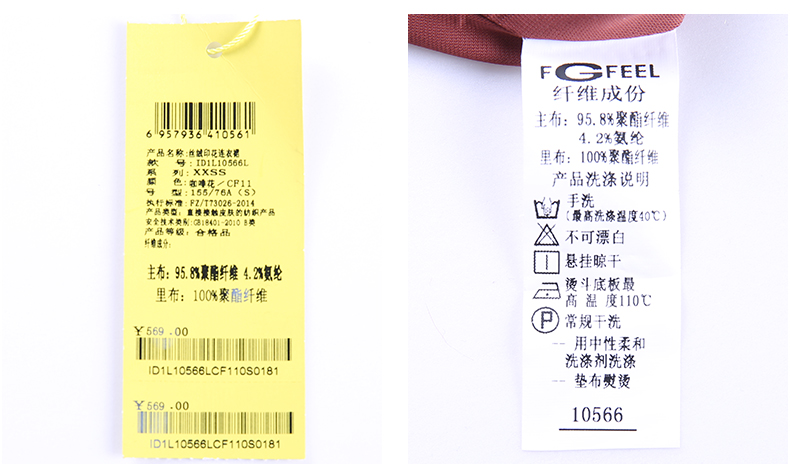 6 957936 410561
产品名称:丝绒印花连衣裙
款 号:ID1L10566L
系 列:XXSS
颜 色:咖啡花/CF11
号 型:155/76A (S)
执行标准:FZ/T73026-2014
产品类型: 直接接触皮肤的纺织产品
安全技术类别:GB18401-2010 B类
产品等级: 合格品
纤维成分:
主布: 95.8%聚酯纤维 4.2%氨纶
里布: 100%聚酯纤维
￥569.00
ID1L10566LCF110S0181
￥569.00
ID1L10566LCF110S0181
FGFEEL
纤维成份
主布: 95.8%聚酯纤维
4.2%氨纶
里布: 100%聚酯纤维
产品洗涤说明
手洗
(最高洗涤温度40℃)
不可漂白
悬挂晾干
熨斗底板最
高 温 度110℃
P 常规干洗
-- 用中性柔和
洗涤剂洗涤
-- 垫布熨烫
10566